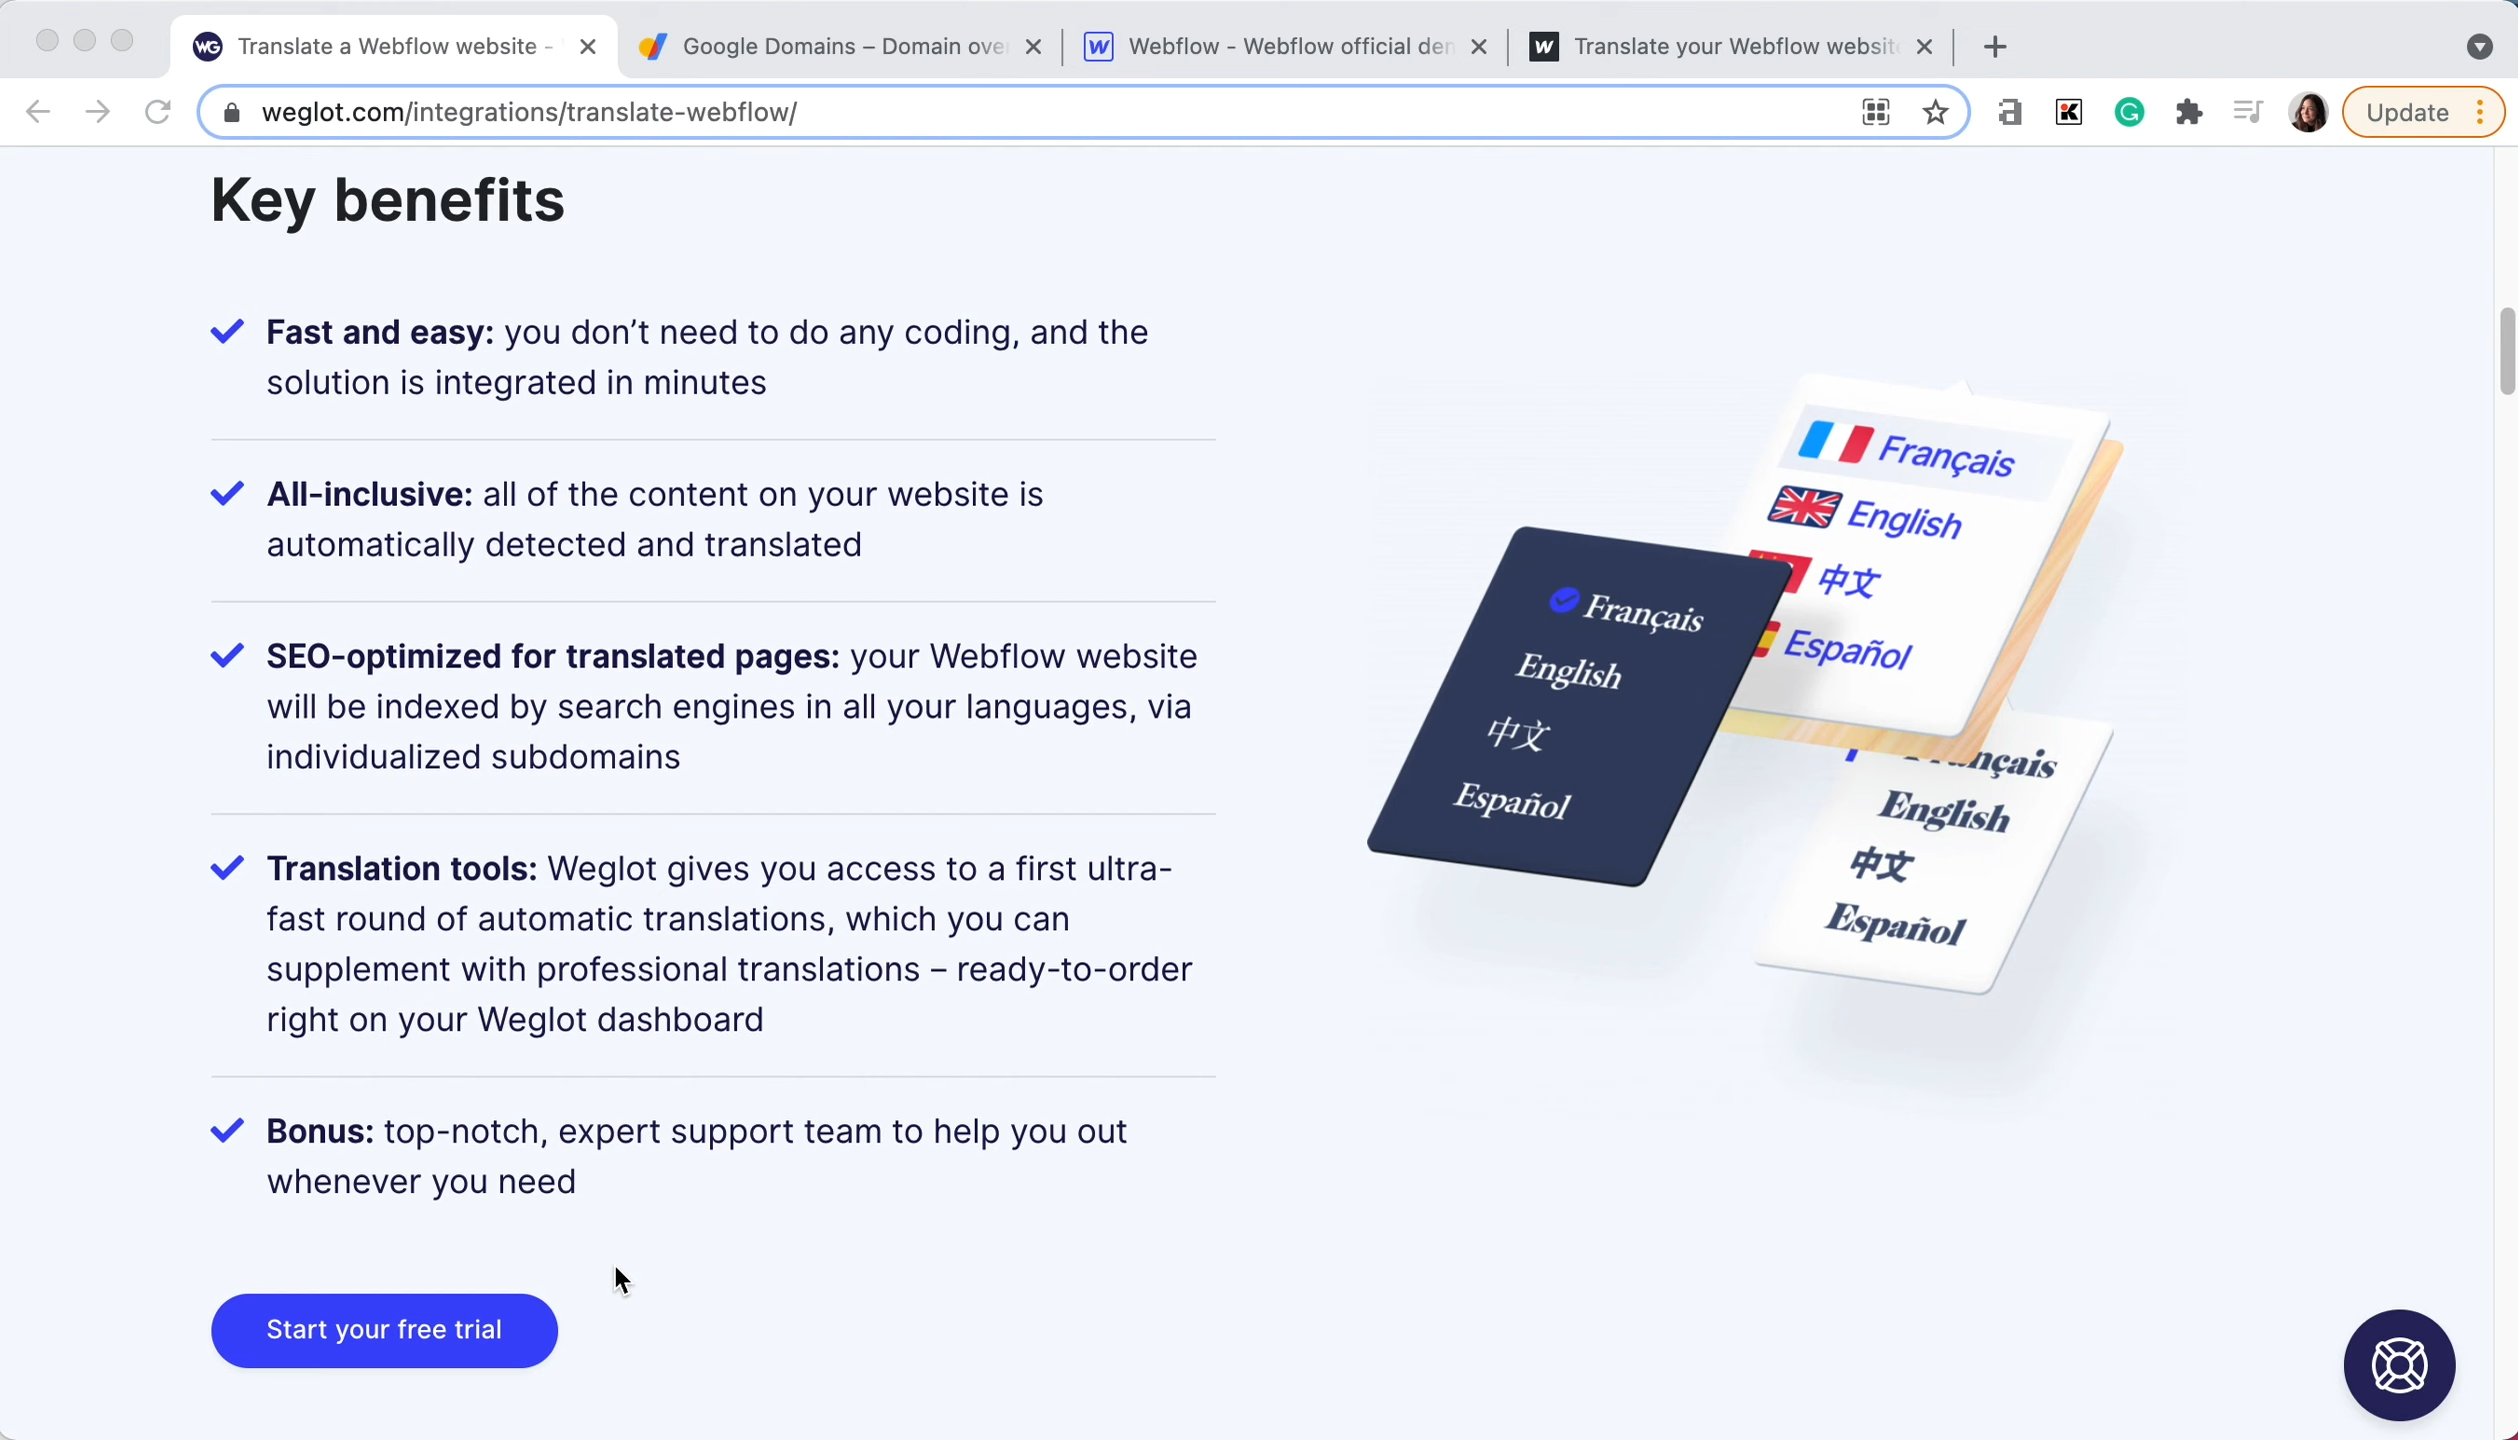 WG Translate a Webflow website -
Google Domains – Domain over
Webflow - Webflow official dem
Translate your Webflow website
weglot.com/integrations/translate-webflow/
Update
Key benefits
Fast and easy: you don’t need to do any coding, and the
solution is integrated in minutes
All-inclusive: all of the content on your website is
automatically detected and translated
SEO-optimized for translated pages: your Webflow website
will be indexed by search engines in all your languages, via
individualized subdomains
Translation tools: Weglot gives you access to a first ultra-
fast round of automatic translations, which you can
supplement with professional translations – ready-to-order
right on your Weglot dashboard
Bonus: top-notch, expert support team to help you out
whenever you need
Start your free trial
Français
English
中文
Español
Français
English
中文
Español
nçais
English
中文
Español